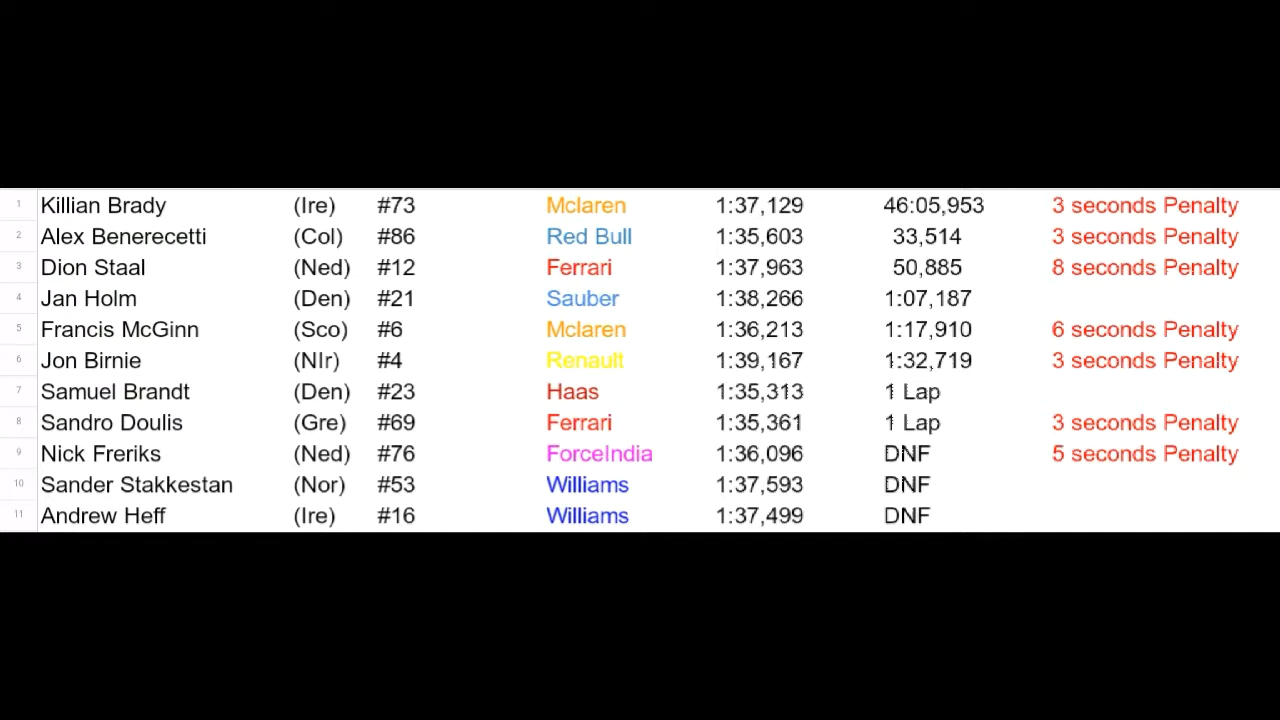 1 Killian Brady (Ire) #73 Mclaren 1:37,129 46:05,953 3 seconds Penalty
2 Alex Benerecetti (Col) #86 Red Bull 1:35,603 33,514 3 seconds Penalty
3 Dion Staal (Ned) #12 Ferrari 1:37,963 50,885 8 seconds Penalty
4 Jan Holm (Den) #21 Sauber 1:38,266 1:07,187
5 Francis McGinn (Sco) #6 Mclaren 1:36,213 1:17,910 6 seconds Penalty
6 Jon Birnie (NIr) #4 Renault 1:39,167 1:32,719 3 seconds Penalty
7 Samuel Brandt (Den) #23 Haas 1:35,313 1 Lap
8 Sandro Doulis (Gre) #69 Ferrari 1:35,361 1 Lap 3 seconds Penalty
9 Nick Freriks (Ned) #76 ForceIndia 1:36,096 DNF 5 seconds Penalty
10 Sander Stakkestan (Nor) #53 Williams 1:37,593 DNF
11 Andrew Heff (Ire) #16 Williams 1:37,499 DNF